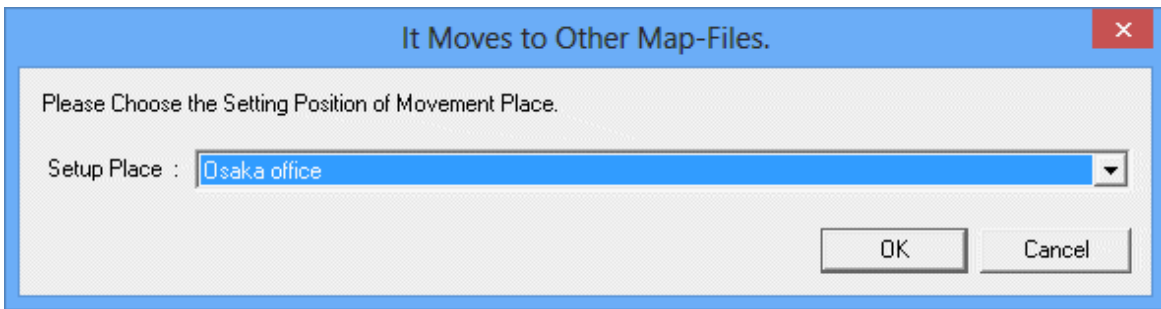 It Moves to Other Map-Files.
Please Choose the Setting Position of Movement Place.
Setup Place : Osaka office
OK Cancel